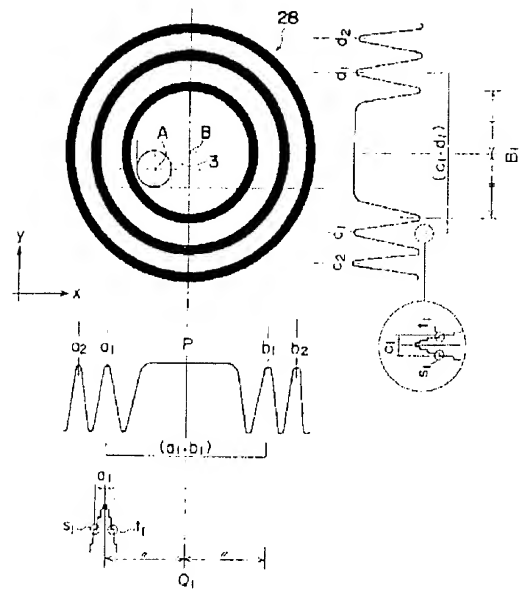 28
d₂
d₁
A
B
3
(c₁·d₁)
B₁
c₁
c₂
Y
X
c₁
t₁
s₁
a₂
a₁
P
b₁
b₂
(a₁·b₁)
a₁
s₁
t₁
〃
〃
Q₁